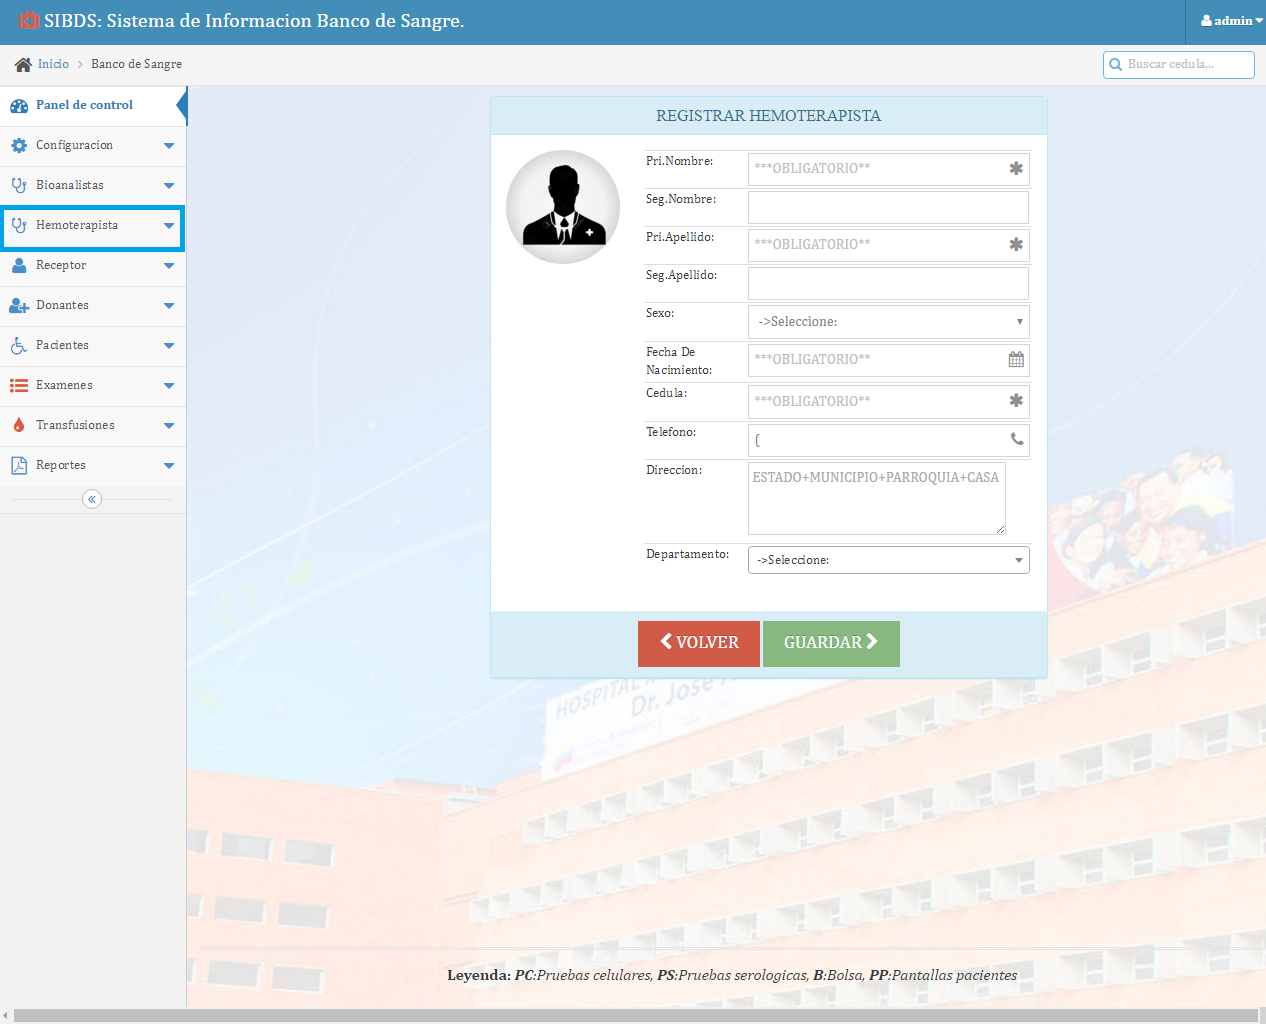 SIBDS: Sistema de Informacion Banco de Sangre.
admin
Inicio > Banco de Sangre
Buscar cedula...
Panel de control
Configuracion
Bioanalistas
Hemoterapista
Receptor
Donantes
Pacientes
Examenes
Transfusiones
Reportes
REGISTRAR HEMOTERAPISTA
Pri.Nombre:
***OBLIGATORIO**
Seg.Nombre:
Pri.Apellido:
***OBLIGATORIO**
Seg.Apellido:
Sexo:
->Seleccione:
Fecha De
Nacimiento:
***OBLIGATORIO**
Cedula:
***OBLIGATORIO**
Telefono:
(
Direccion:
ESTADO+MUNICIPIO+PARROQUIA+CASA
Departamento:
->Seleccione:
VOLVER
GUARDAR
HOSPITAL
Dr. Jose
Leyenda: PC:Pruebas celulares, PS:Pruebas serologicas, B:Bolsa, PP:Pantallas pacientes